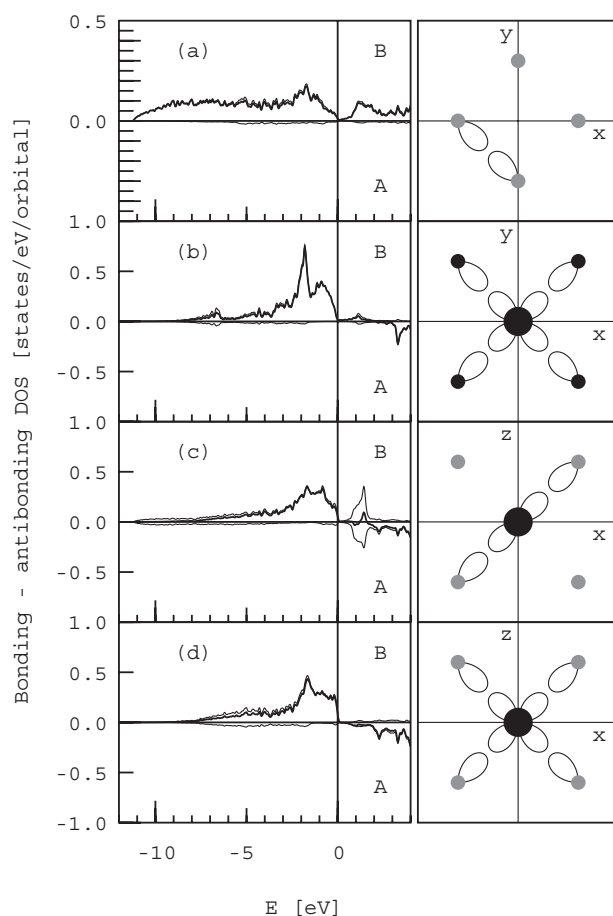 0.5
(a)
B
y
0.0
x
A
1.0
(b)
B
y
0.5
0.0
x
-0.5
A
1.0
(c)
B
z
0.5
0.0
x
-0.5
A
1.0
(d)
B
z
0.5
0.0
x
-0.5
A
-1.0
-10
-5
0
E [eV]
Bonding - antibonding DOS [states/eV/orbital]